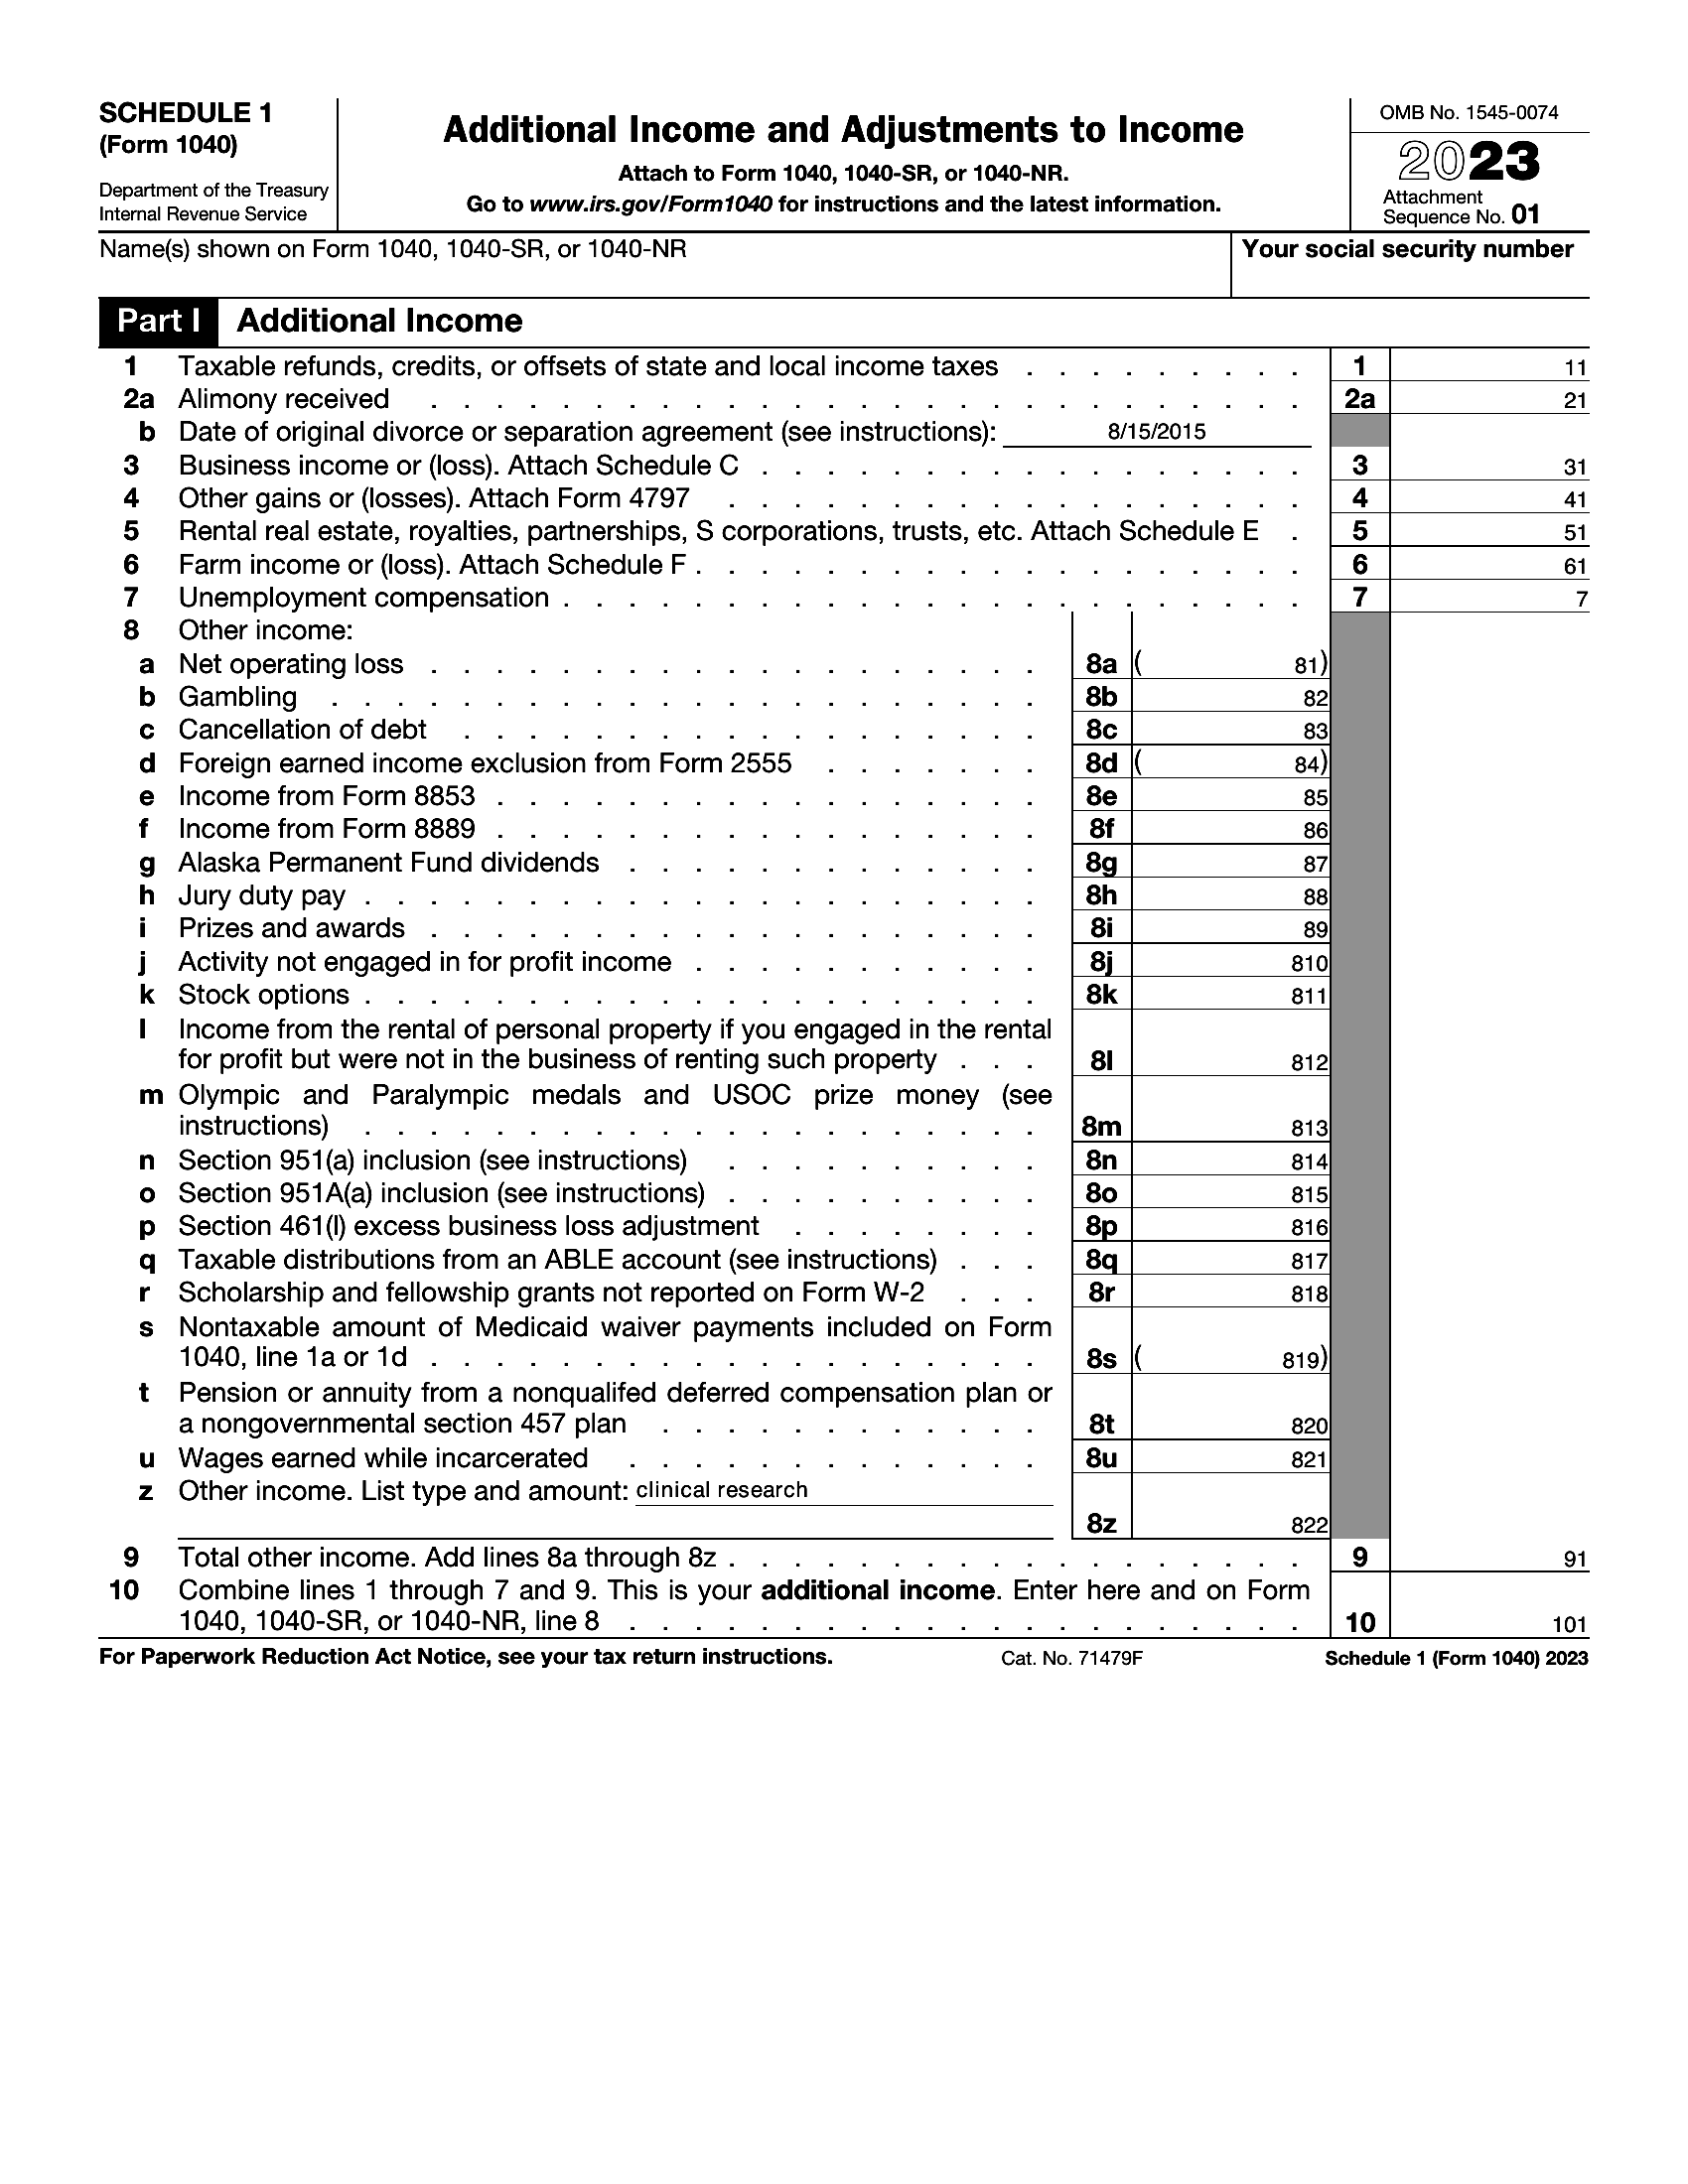 SCHEDULE 1
(Form 1040)
Department of the Treasury
Internal Revenue Service
Additional Income and Adjustments to Income
Attach to Form 1040, 1040-SR, or 1040-NR.
Go to www.irs.gov/Form1040 for instructions and the latest information.
OMB No. 1545-0074
2023
Attachment
Sequence No. 01
Name(s) shown on Form 1040, 1040-SR, or 1040-NR
Your social security number
Part I Additional Income
1 Taxable refunds, credits, or offsets of state and local income taxes . . . . . . . . . 1 11
2a Alimony received . . . . . . . . . . . . . . . . . . . . . . . . . . . 2a 21
b Date of original divorce or separation agreement (see instructions): 8/15/2015
3 Business income or (loss). Attach Schedule C . . . . . . . . . . . . . . . . . 3 31
4 Other gains or (losses). Attach Form 4797 . . . . . . . . . . . . . . . . . . 4 41
5 Rental real estate, royalties, partnerships, S corporations, trusts, etc. Attach Schedule E . 5 51
6 Farm income or (loss). Attach Schedule F . . . . . . . . . . . . . . . . . . . 6 61
7 Unemployment compensation . . . . . . . . . . . . . . . . . . . . . . . 7 7
8 Other income:
a Net operating loss . . . . . . . . . . . . . . . . . . . 8a ( 81)
b Gambling . . . . . . . . . . . . . . . . . . . . . . 8b 82
c Cancellation of debt . . . . . . . . . . . . . . . . . . 8c 83
d Foreign earned income exclusion from Form 2555 . . . . . . . 8d ( 84)
e Income from Form 8853 . . . . . . . . . . . . . . . . . 8e 85
f Income from Form 8889 . . . . . . . . . . . . . . . . . 8f 86
g Alaska Permanent Fund dividends . . . . . . . . . . . . . 8g 87
h Jury duty pay . . . . . . . . . . . . . . . . . . . . . 8h 88
i Prizes and awards . . . . . . . . . . . . . . . . . . . 8i 89
j Activity not engaged in for profit income . . . . . . . . . . . 8j 810
k Stock options . . . . . . . . . . . . . . . . . . . . . 8k 811
l Income from the rental of personal property if you engaged in the rental
for profit but were not in the business of renting such property . . . 8l 812
m Olympic and Paralympic medals and USOC prize money (see
instructions) . . . . . . . . . . . . . . . . . . . . . 8m 813
n Section 951(a) inclusion (see instructions) . . . . . . . . . . 8n 814
o Section 951A(a) inclusion (see instructions) . . . . . . . . . . 8o 815
p Section 461(l) excess business loss adjustment . . . . . . . . 8p 816
q Taxable distributions from an ABLE account (see instructions) . . . 8q 817
r Scholarship and fellowship grants not reported on Form W-2 . . . 8r 818
s Nontaxable amount of Medicaid waiver payments included on Form
1040, line 1a or 1d . . . . . . . . . . . . . . . . . . . 8s ( 819)
t Pension or annuity from a nonqualifed deferred compensation plan or
a nongovernmental section 457 plan . . . . . . . . . . . . 8t 820
u Wages earned while incarcerated . . . . . . . . . . . . . 8u 821
z Other income. List type and amount: clinical research
8z 822
9 Total other income. Add lines 8a through 8z . . . . . . . . . . . . . . . . . . 9 91
10 Combine lines 1 through 7 and 9. This is your additional income. Enter here and on Form
1040, 1040-SR, or 1040-NR, line 8 . . . . . . . . . . . . . . . . . . . . . 10 101
For Paperwork Reduction Act Notice, see your tax return instructions. Cat. No. 71479F Schedule 1 (Form 1040) 2023